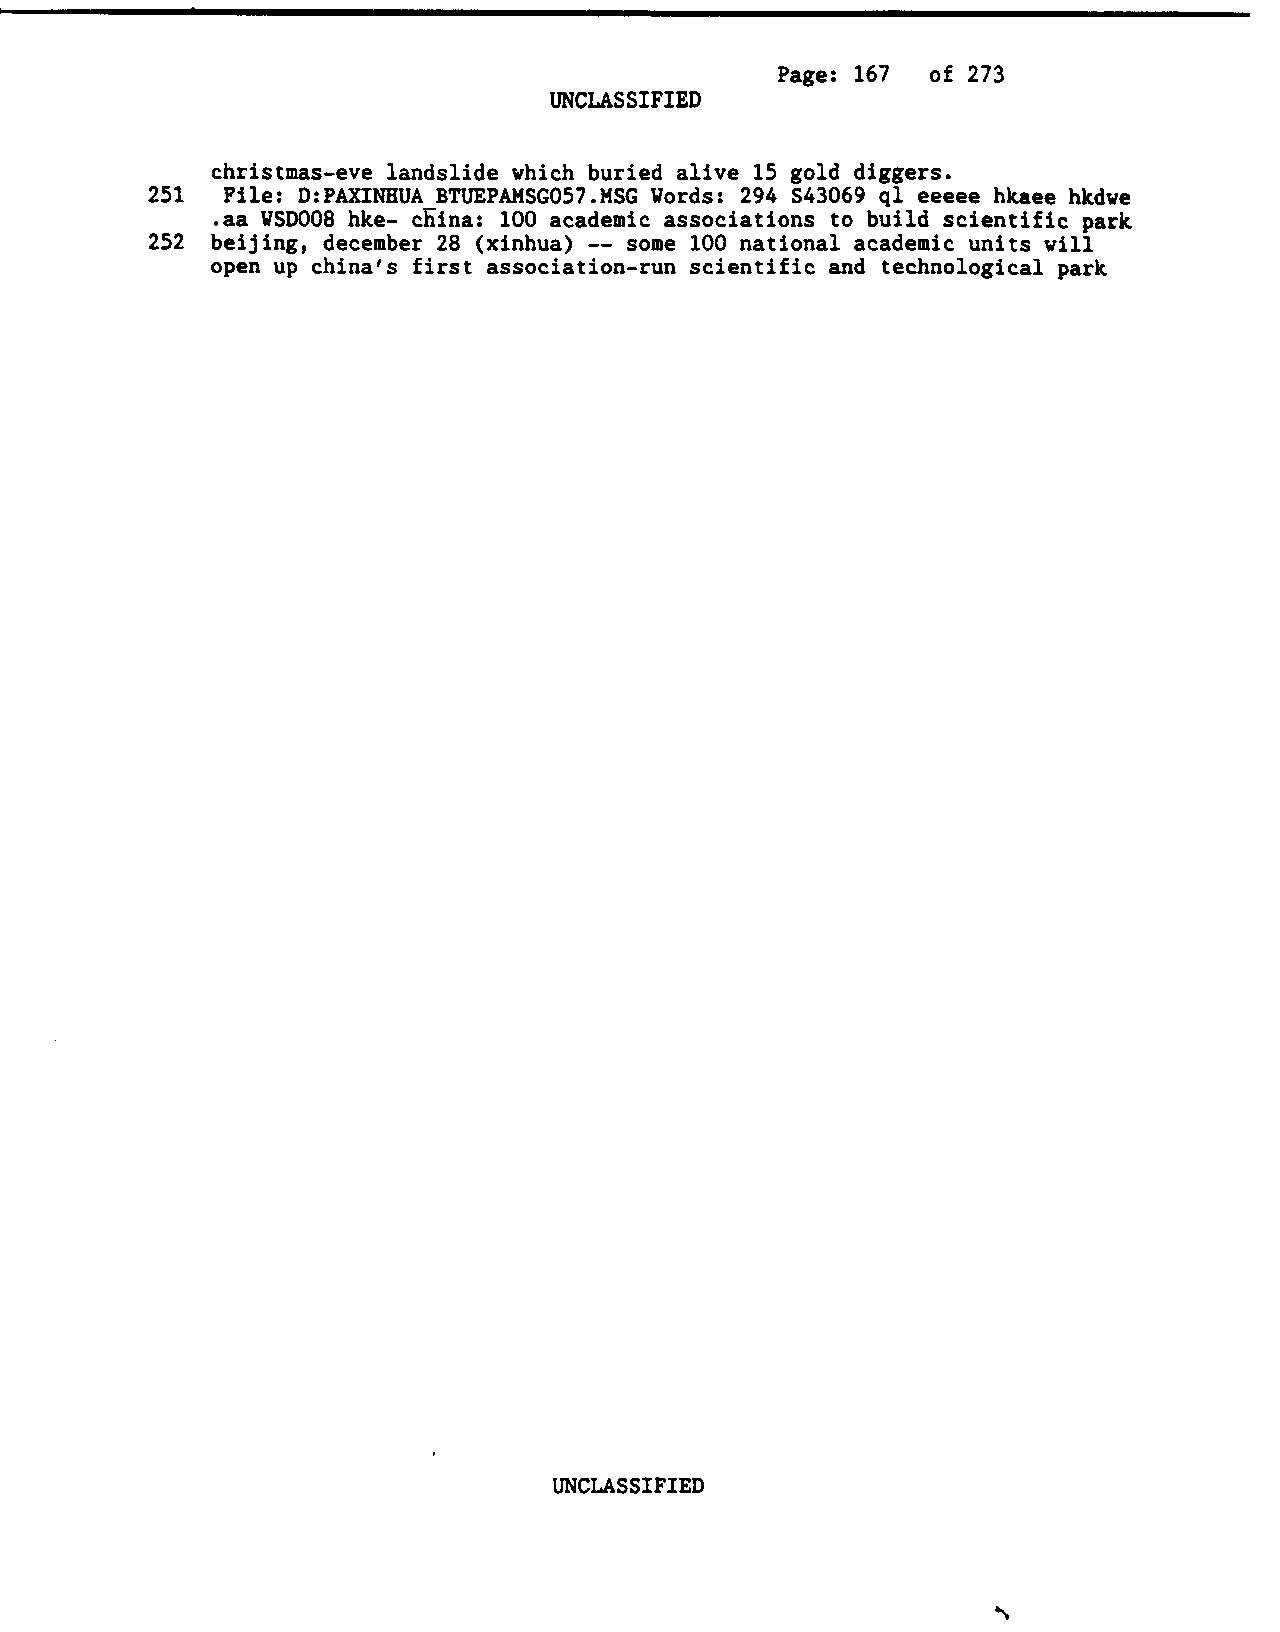 Page: 167 of 273
UNCLASSIFIED
christmas-eve landslide which buried alive 15 gold diggers.
251 File: D:PAXINHUA_BTUEPAMSG057.MSG Words: 294 S43069 ql eeeee hkaee hkdwe
.aa WSD008 hke- china: 100 academic associations to build scientific park
252 beijing, december 28 (xinhua) -- some 100 national academic units will
open up china's first association-run scientific and technological park
UNCLASSIFIED